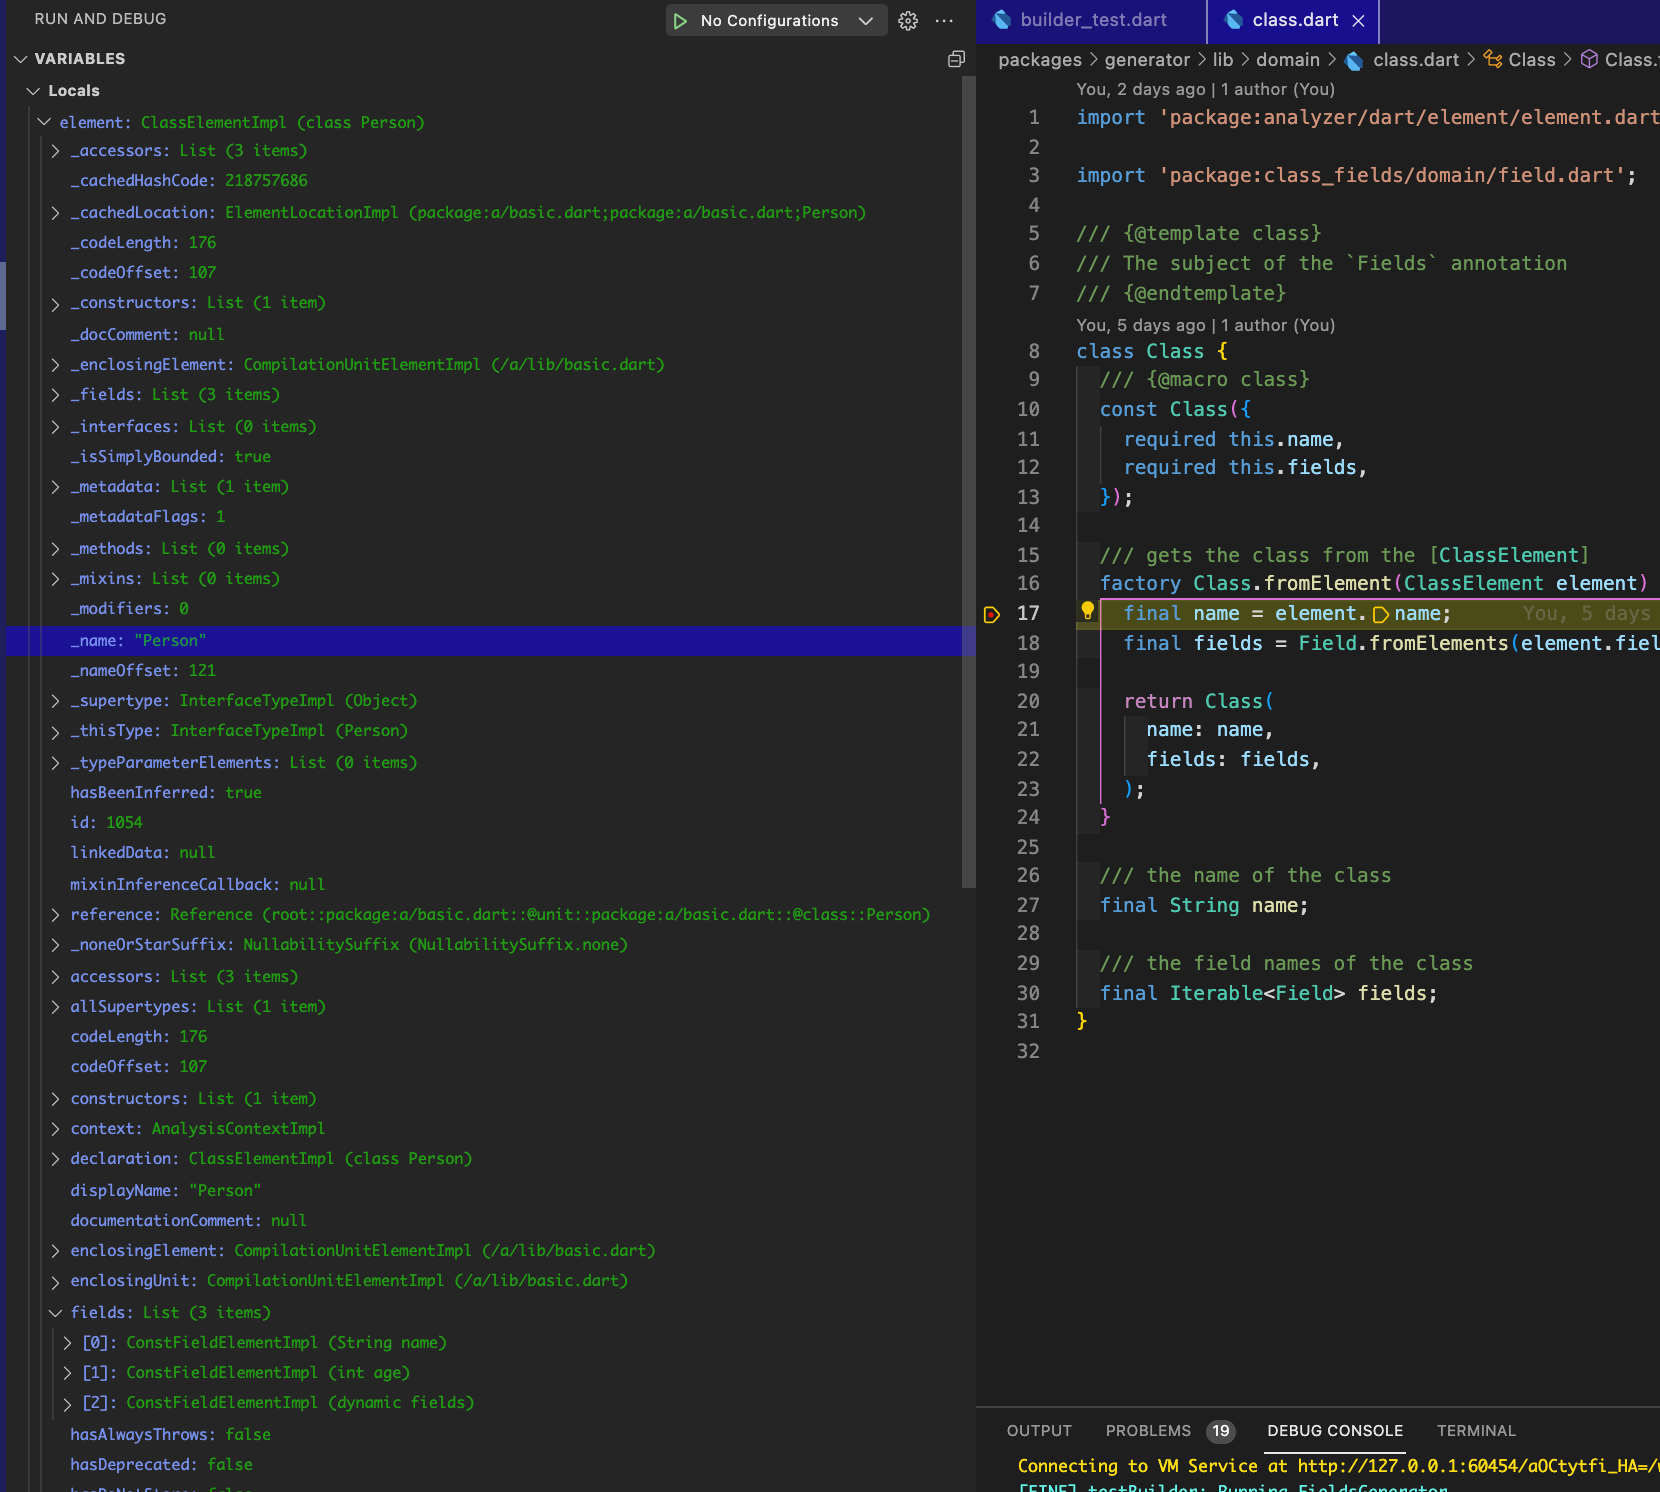 RUN AND DEBUG
No Configurations
VARIABLES
Locals
element: ClassElementImpl (class Person)
_accessors: List (3 items)
_cachedHashCode: 218757686
_cachedLocation: ElementLocationImpl (package:a/basic.dart;package:a/basic.dart;Person)
_codeLength: 176
_codeOffset: 107
_constructors: List (1 item)
_docComment: null
_enclosingElement: CompilationUnitElementImpl (/a/lib/basic.dart)
_fields: List (3 items)
_interfaces: List (0 items)
_isSimplyBounded: true
_metadata: List (1 item)
_metadataFlags: 1
_methods: List (0 items)
_mixins: List (0 items)
_modifiers: 0
_name: "Person"
_nameOffset: 121
_supertype: InterfaceTypeImpl (Object)
_thisType: InterfaceTypeImpl (Person)
_typeParameterElements: List (0 items)
hasBeenInferred: true
id: 1054
linkedData: null
mixinInferenceCallback: null
reference: Reference (root::package:a/basic.dart::@unit::package:a/basic.dart::@class::Person)
_noneOrStarSuffix: NullabilitySuffix (NullabilitySuffix.none)
accessors: List (3 items)
allSupertypes: List (1 item)
codeLength: 176
codeOffset: 107
constructors: List (1 item)
context: AnalysisContextImpl
declaration: ClassElementImpl (class Person)
displayName: "Person"
documentationComment: null
enclosingElement: CompilationUnitElementImpl (/a/lib/basic.dart)
enclosingUnit: CompilationUnitElementImpl (/a/lib/basic.dart)
fields: List (3 items)
[0]: ConstFieldElementImpl (String name)
[1]: ConstFieldElementImpl (int age)
[2]: ConstFieldElementImpl (dynamic fields)
hasAlwaysThrows: false
hasDeprecated: false
builder_test.dart
class.dart
packages > generator > lib > domain > class.dart > Class > Class.
You, 2 days ago | 1 author (You)
1 import 'package:analyzer/dart/element/element.dart
2
3 import 'package:class_fields/domain/field.dart';
4
5 /// {@template class}
6 /// The subject of the `Fields` annotation
7 /// {@endtemplate}
You, 5 days ago | 1 author (You)
8 class Class {
9 /// {@macro class}
10 const Class({
11 required this.name,
12 required this.fields,
13 });
14
15 /// gets the class from the [ClassElement]
16 factory Class.fromElement(ClassElement element)
17 final name = element.name; You, 5 days
18 final fields = Field.fromElements(element.fiel
19
20 return Class(
21 name: name,
22 fields: fields,
23 );
24 }
25
26 /// the name of the class
27 final String name;
28
29 /// the field names of the class
30 final Iterable<Field> fields;
31 }
32
OUTPUT PROBLEMS 19 DEBUG CONSOLE TERMINAL
Connecting to VM Service at http://127.0.0.1:60454/aOCtytfi_HA=/
[FINE] testBuilder: Running FieldsGenerator